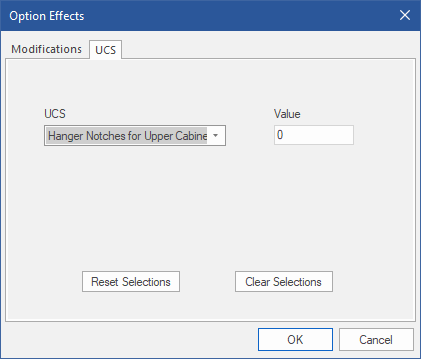 Option Effects
Modifications UCS
UCS Value
Hanger Notches for Upper Cabine 0
Reset Selections Clear Selections
OK Cancel